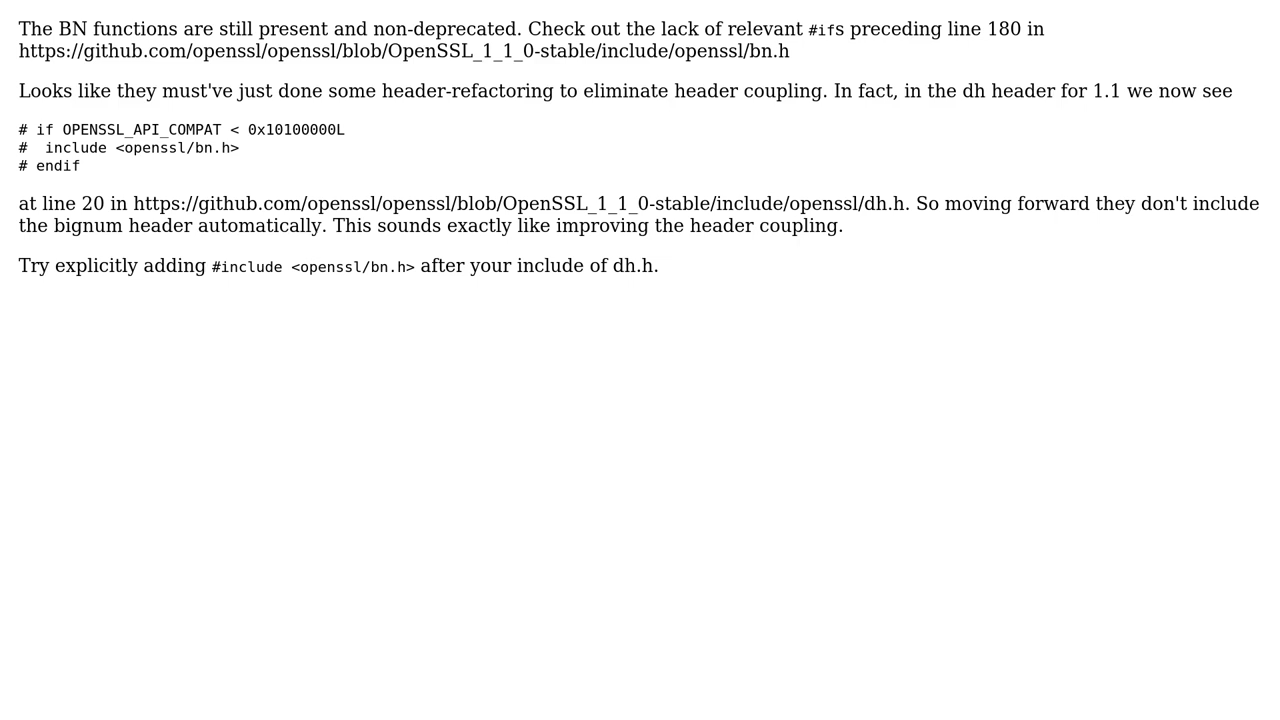 The BN functions are still present and non-deprecated. Check out the lack of relevant #ifs preceding line 180 in
https://github.com/openssl/openssl/blob/OpenSSL_1_1_0-stable/include/openssl/bn.h
Looks like they must've just done some header-refactoring to eliminate header coupling. In fact, in the dh header for 1.1 we now see
# if OPENSSL_API_COMPAT < 0x10100000L
#  include <openssl/bn.h>
# endif
at line 20 in https://github.com/openssl/openssl/blob/OpenSSL_1_1_0-stable/include/openssl/dh.h. So moving forward they don't include
the bignum header automatically. This sounds exactly like improving the header coupling.
Try explicitly adding #include <openssl/bn.h> after your include of dh.h.